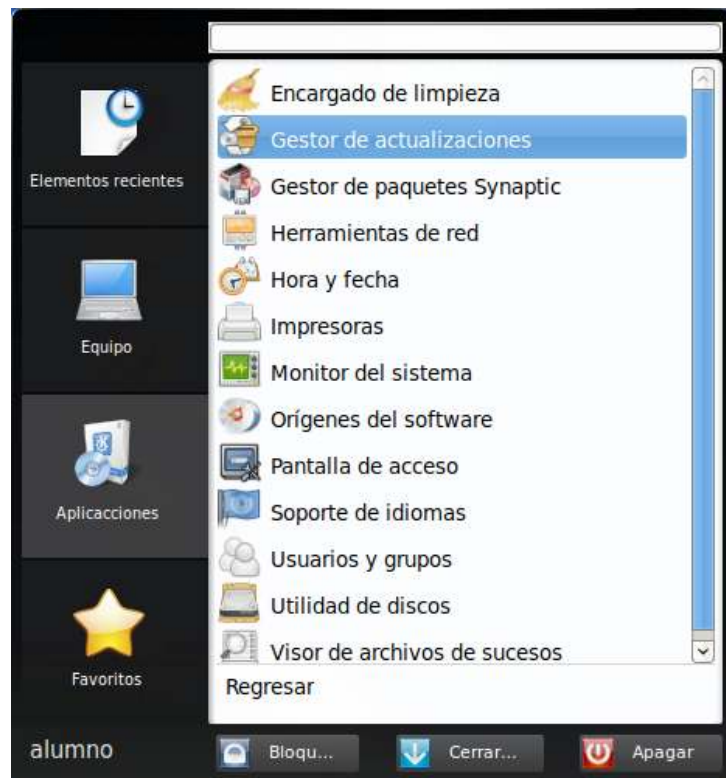 Elementos recientes
Equipo
Aplicacciones
Favoritos
Encargado de limpieza
Gestor de actualizaciones
Gestor de paquetes Synaptic
Herramientas de red
Hora y fecha
Impresoras
Monitor del sistema
Orígenes del software
Pantalla de acceso
Soporte de idiomas
Usuarios y grupos
Utilidad de discos
Visor de archivos de sucesos
Regresar
alumno
Bloqu...
Cerrar...
Apagar